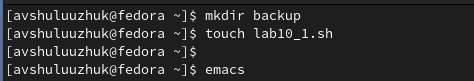 [avshuluuzhuk@fedora ~]$ mkdir backup
[avshuluuzhuk@fedora ~]$ touch lab10_1.sh
[avshuluuzhuk@fedora ~]$
[avshuluuzhuk@fedora ~]$ emacs